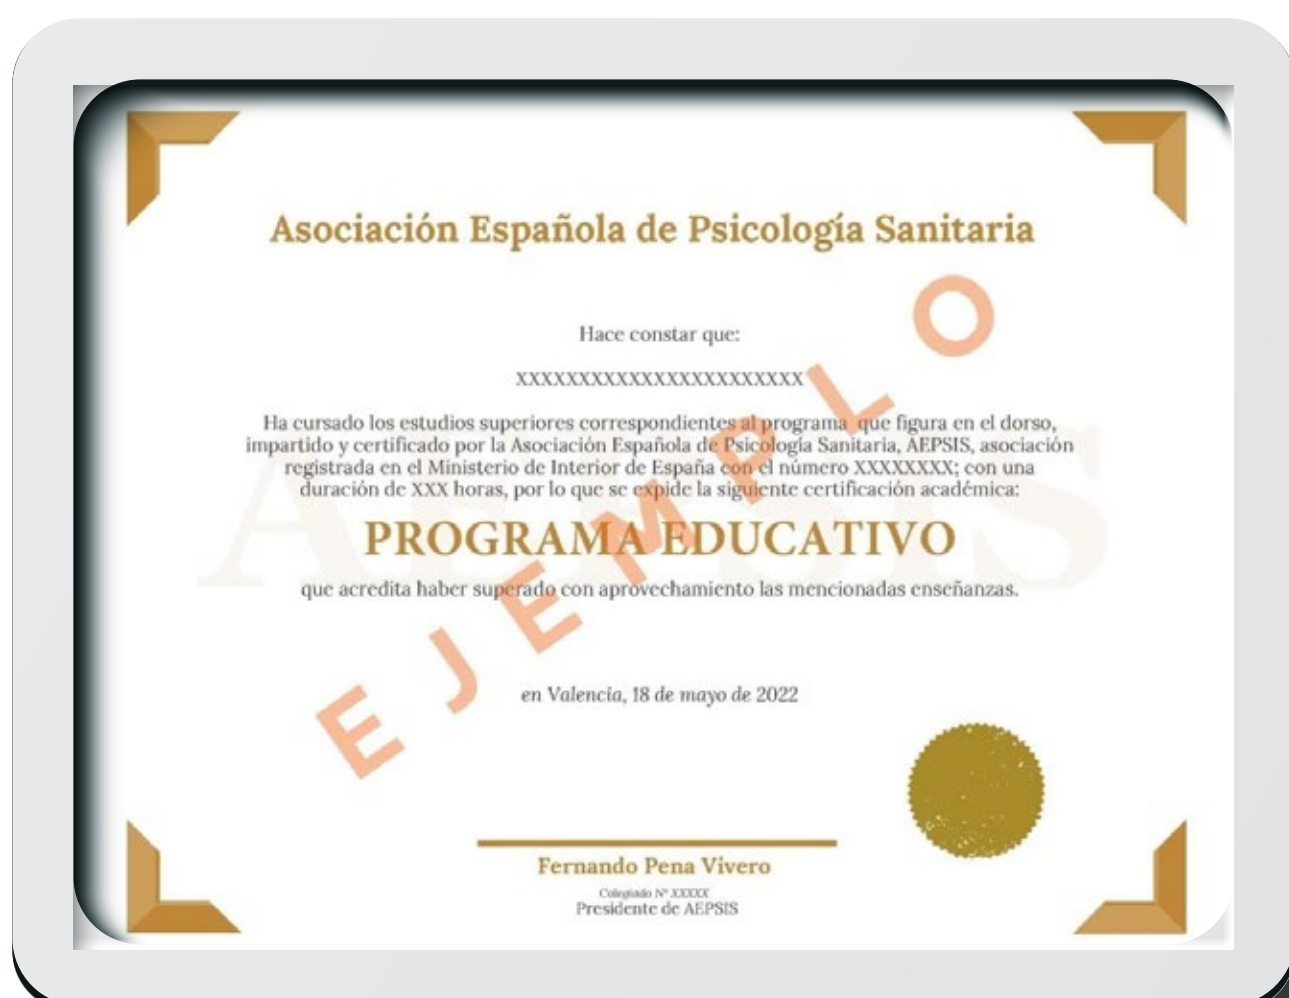 Asociación Española de Psicología Sanitaria
Hace constar que:
XXXXXXXXXXXXXXXXXXXXXXX
Ha cursado los estudios superiores correspondientes al programa que figura en el dorso,
impartido y certificado por la Asociación Española de Psicología Sanitaria, AEPSIS, asociación
registrada en el Ministerio de Interior de España con el número XXXXXXXX; con una
duración de XXX horas, por lo que se expide la siguiente certificación académica:
AEPSIS
PROGRAMA EDUCATIVO
que acredita haber superado con aprovechamiento las mencionadas enseñanzas.
EJEMPLO
en Valencia, 18 de mayo de 2022
Fernando Pena Vivero
Colegiado Nº XXXXX
Presidente de AEPSIS